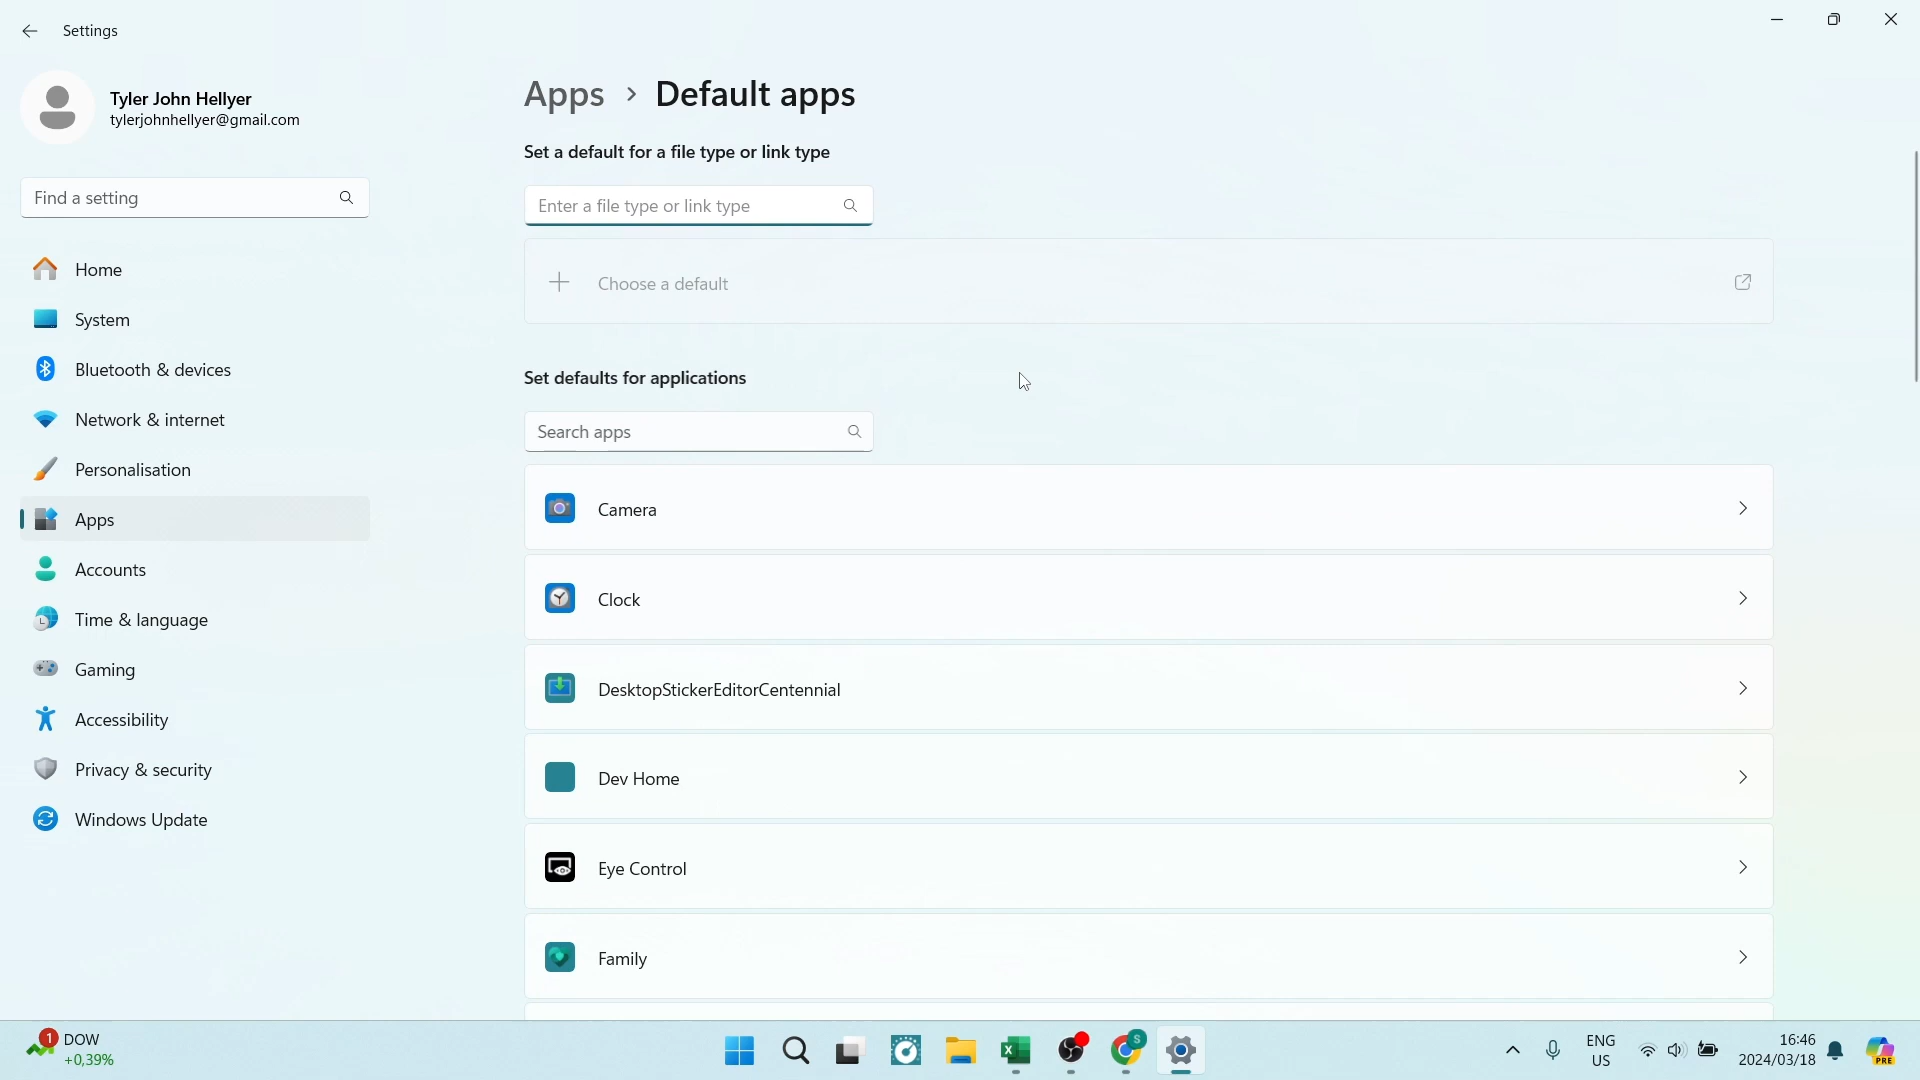 Settings
Tyler John Hellyer
tylerjohnhellyer@gmail.com
Find a setting
Home
System
Bluetooth & devices
Network & internet
Personalisation
Apps
Accounts
Time & language
Gaming
Accessibility
Privacy & security
Windows Update
Apps > Default apps
Set a default for a file type or link type
Enter a file type or link type
Choose a default
Set defaults for applications
Search apps
Camera
Clock
DesktopStickerEditorCentennial
Dev Home
Eye Control
Family
1
DOW
+0,39%
S
ENG
US
16:46
2024/03/18
PRE